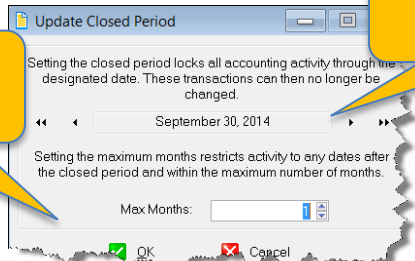 Update Closed Period
Setting the closed period locks all accounting activity through the
designated date. These transactions can then no longer be
changed.
September 30, 2014
Setting the maximum months restricts activity to any dates after
the closed period and within the maximum number of months.
Max Months: 1
OK Cancel